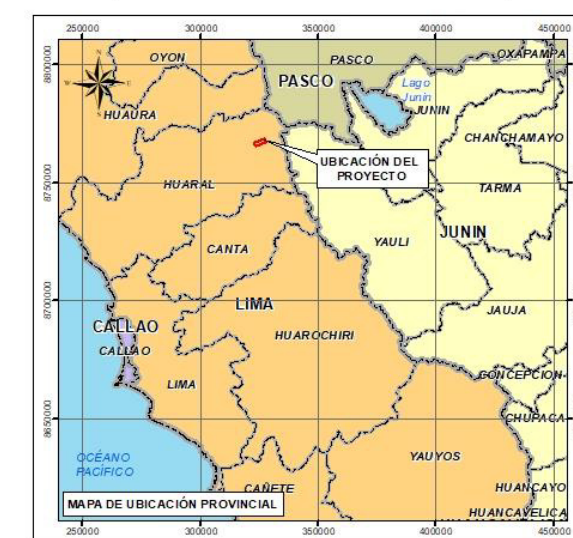 250000 300000 350000 400000 450000
8800000
OYON
PASCO
OXAPAMPA
N
W E
S
PASCO
Lago
Junin
JUNIN
HUAURA
CHANCHAMAYO
UBICACIÓN DEL
PROYECTO
8750000
HUARAL
TARMA
CANTA
YAULI
JUNIN
8700000
LIMA
JAUJA
CALLAO
HUAROCHIRI
CALLAO
LIMA
CONCEPCION
CHUPACA
8650000
OCÉANO
PACÍFICO
YAUYOS
CAÑETE
HUANCAYO
MAPA DE UBICACIÓN PROVINCIAL
HUANCAVELICA
250000 300000 350000 400000 450000